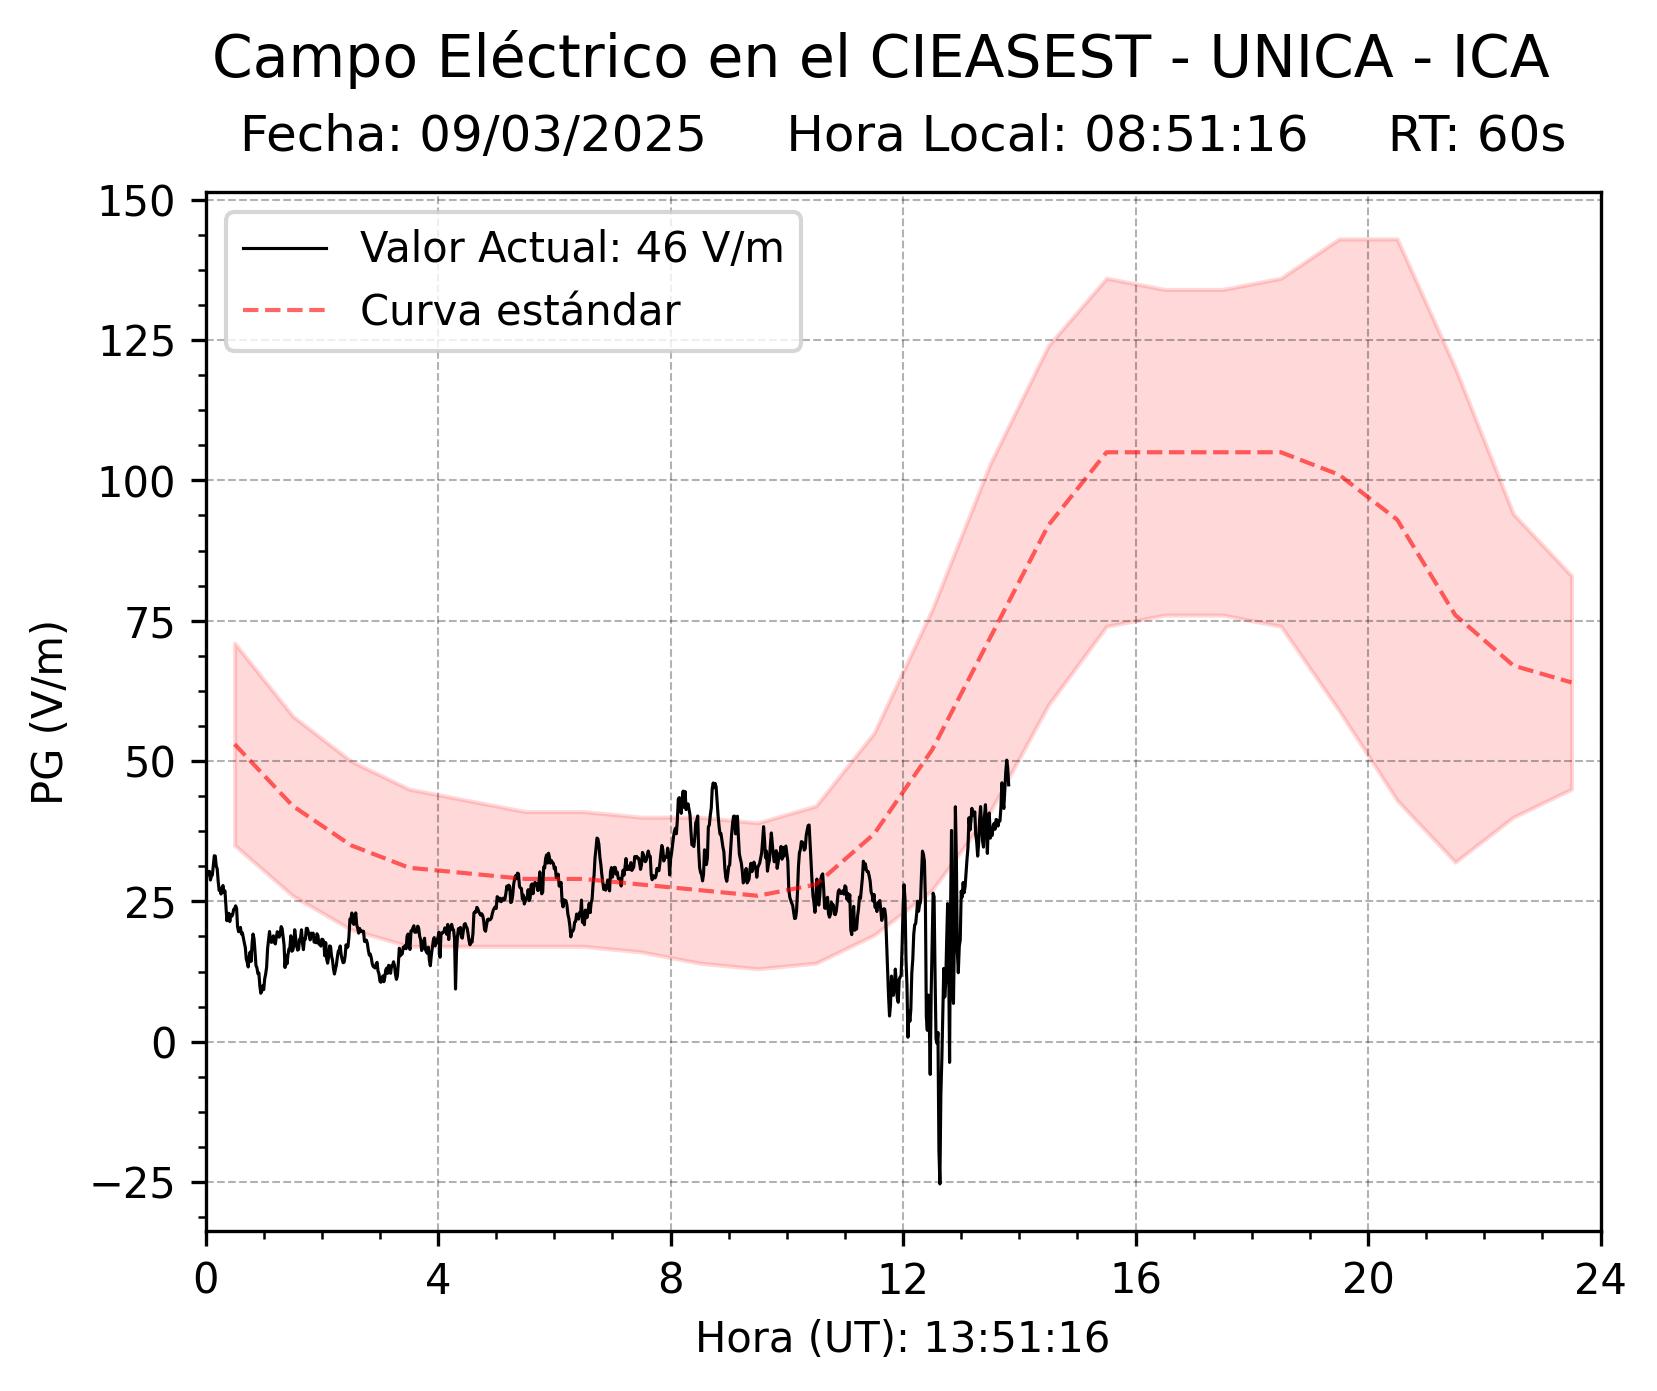 Campo Eléctrico en el CIEASEST - UNICA - ICA
Fecha: 09/03/2025 Hora Local: 08:51:16 RT: 60s
Valor Actual: 46 V/m
Curva estándar
PG (V/m)
150
125
100
75
50
25
0
−25
0 4 8 12 16 20 24
Hora (UT): 13:51:16